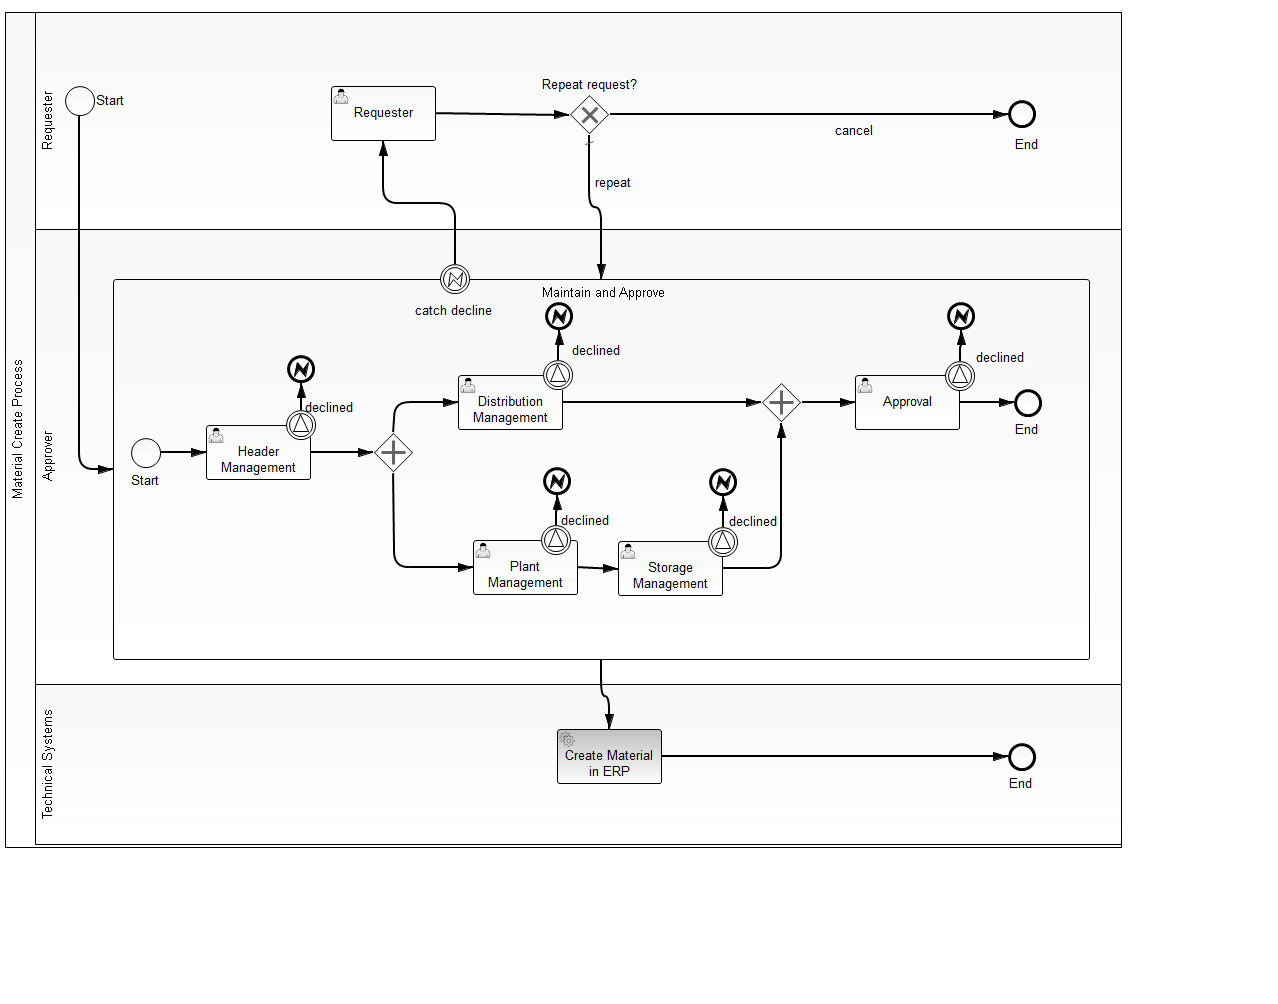 Material Create Process
Requester
Start
Requester
Repeat request?
cancel
End
repeat
Approver
catch decline
Maintain and Approve
Start
Header
Management
declined
Distribution
Management
declined
Plant
Management
declined
Storage
Management
declined
Approval
declined
End
Technical Systems
Create Material
in ERP
End